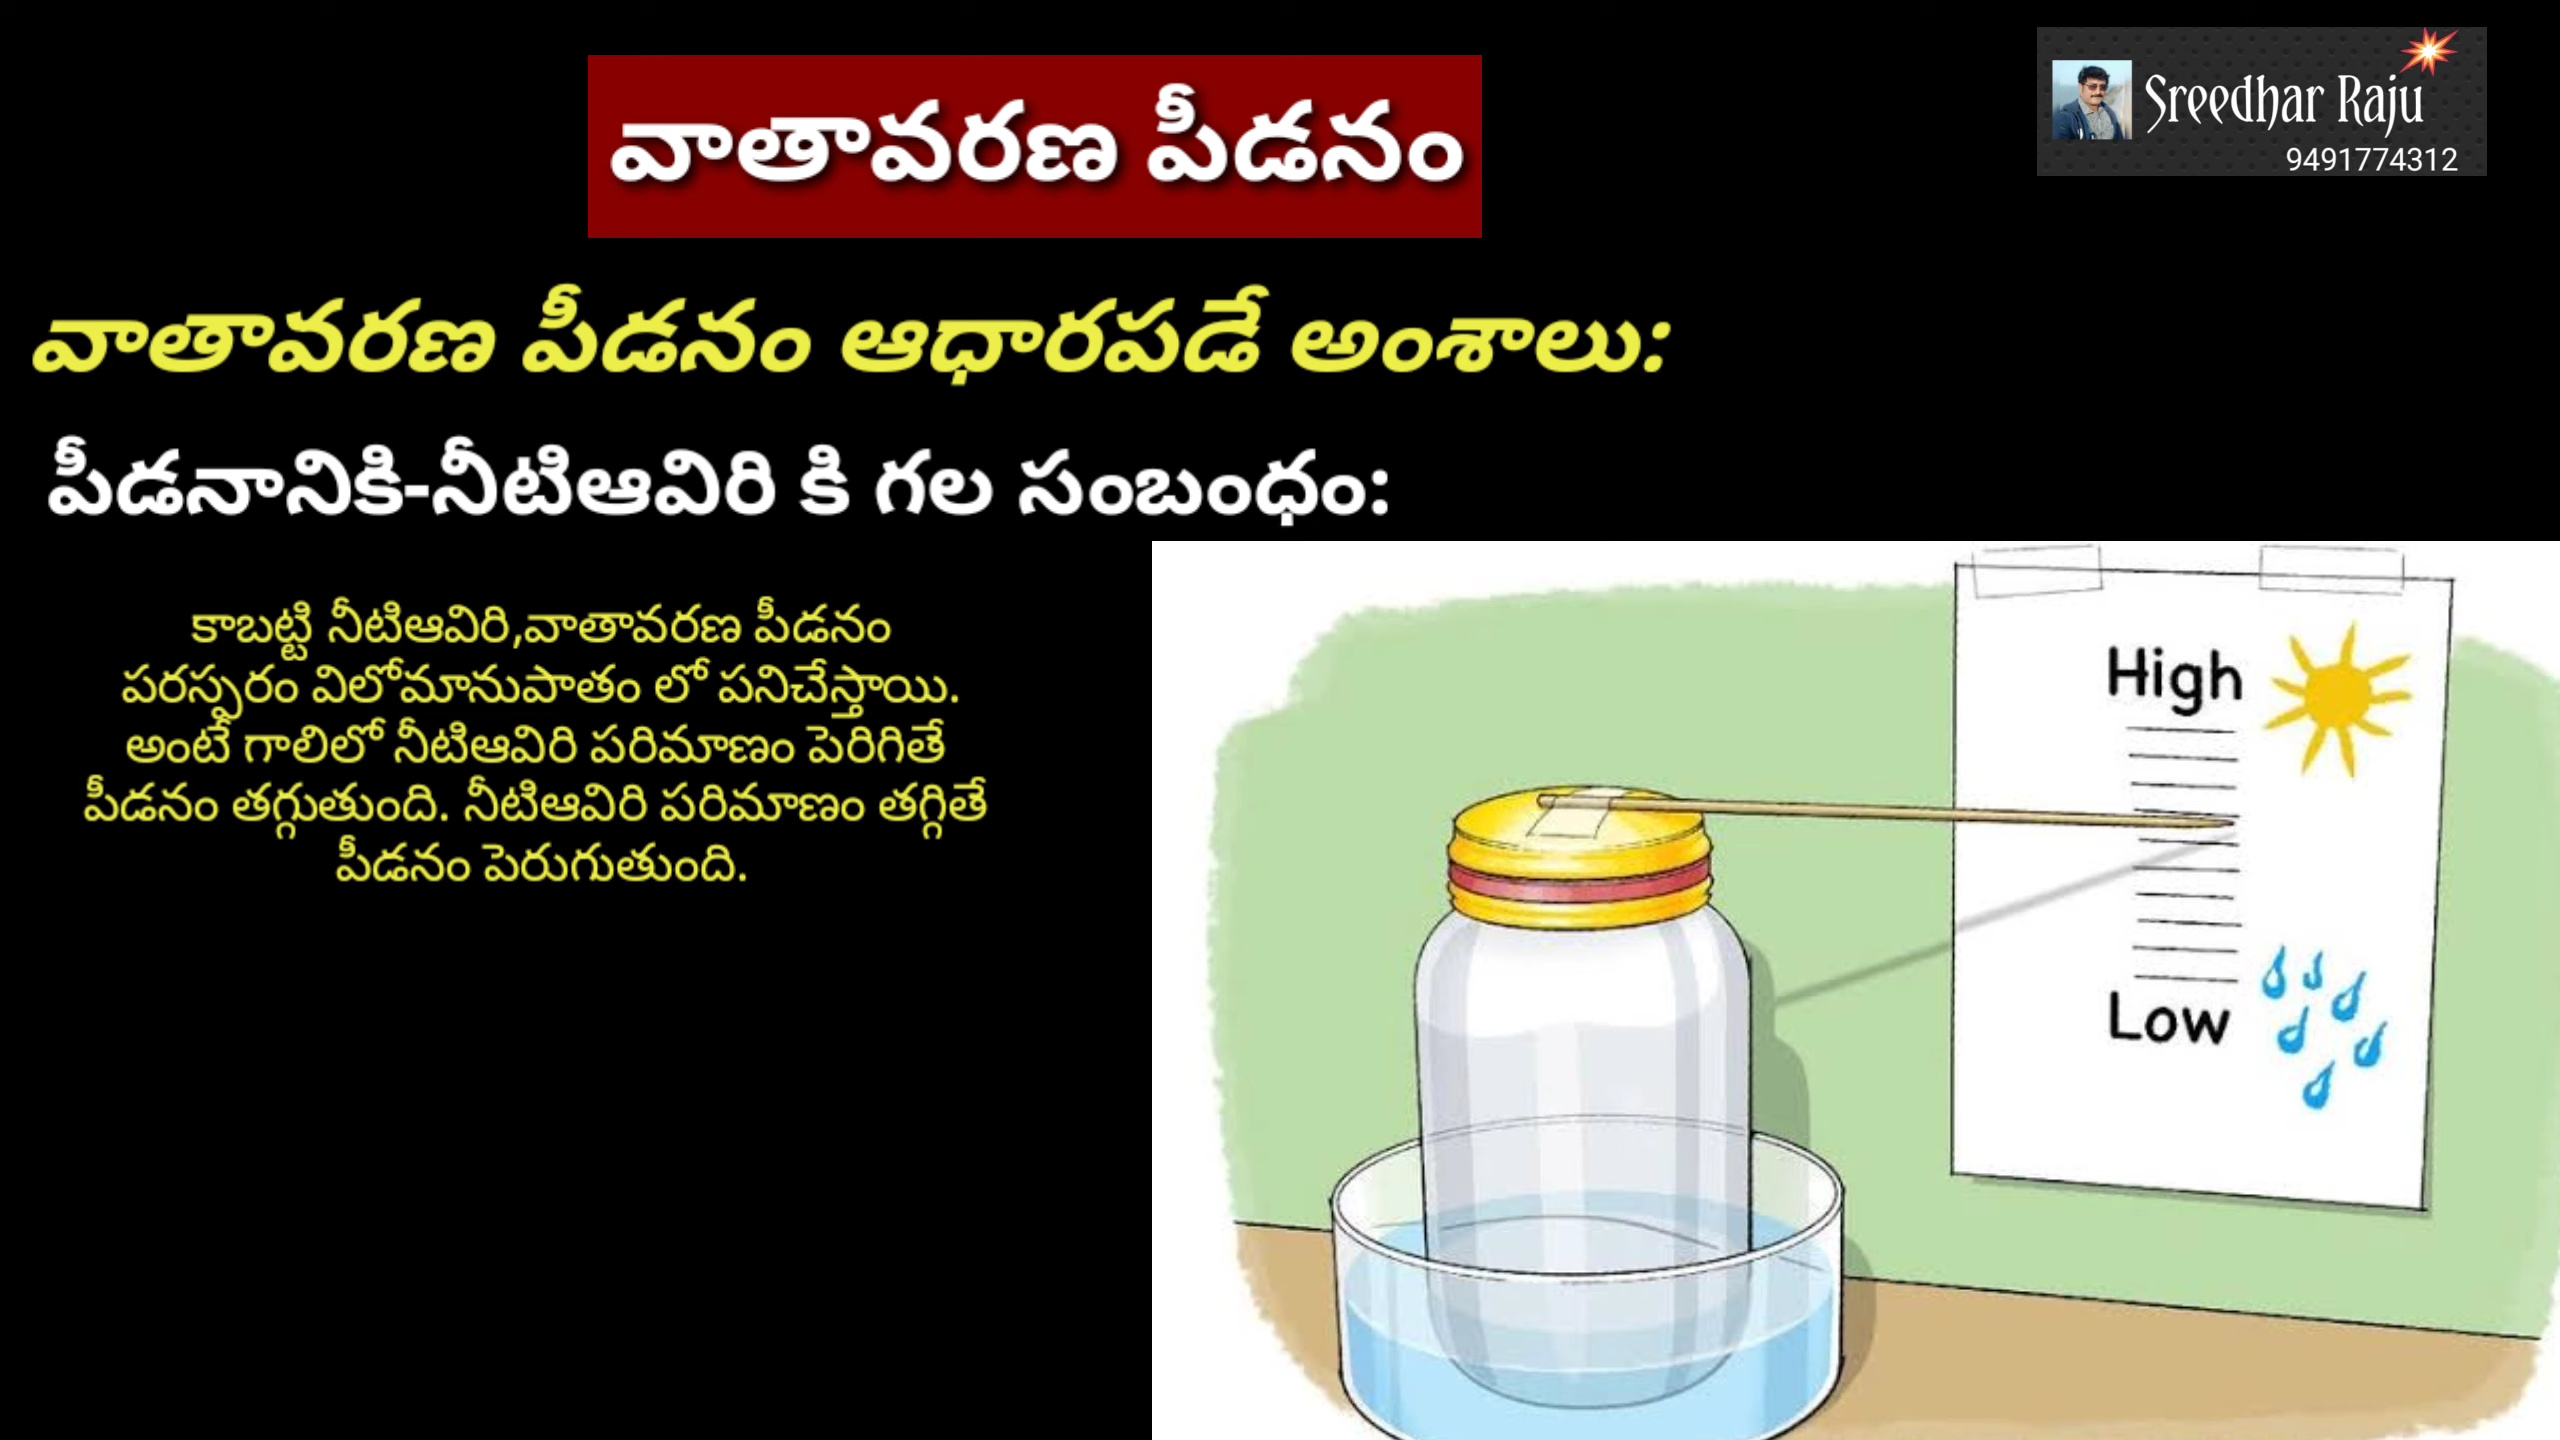 వాతావరణ పీడనం
Sreedhar Raju
9491774312
వాతావరణ పీడనం ఆధారపడే అంశాలు:
పీడనానికి-నీటిఆవిరి కి గల సంబంధం:
కాబట్టి నీటిఆవిరి,వాతావరణ పీడనం
పరస్పరం విలోమానుపాతం లో పనిచేస్తాయి.
అంటే గాలిలో నీటిఆవిరి పరిమాణం పెరిగితే
పీడనం తగ్గుతుంది. నీటిఆవిరి పరిమాణం తగ్గితే
పీడనం పెరుగుతుంది.
High
Low